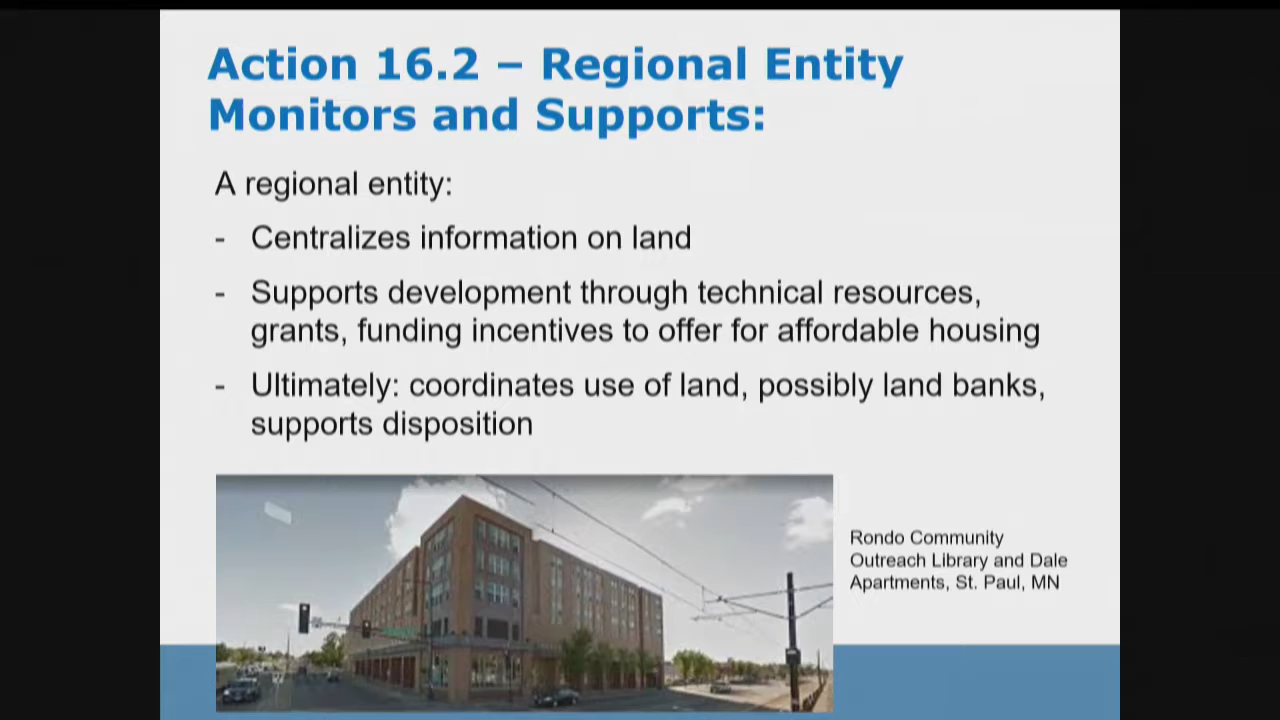 Action 16.2 – Regional Entity
Monitors and Supports:
A regional entity:
- Centralizes information on land
- Supports development through technical resources,
grants, funding incentives to offer for affordable housing
- Ultimately: coordinates use of land, possibly land banks,
supports disposition
Rondo Community
Outreach Library and Dale
Apartments, St. Paul, MN